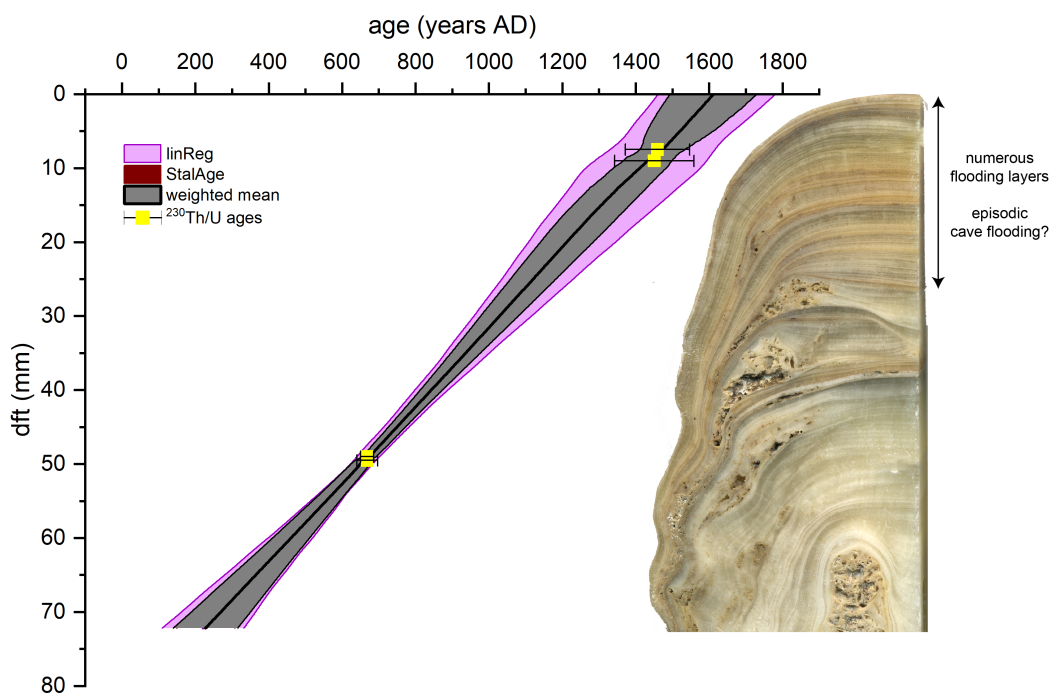 age (years AD)
0 200 400 600 800 1000 1200 1400 1600 1800
0
10
20
30
40
50
60
70
80
dft (mm)
linReg
StalAge
weighted mean
²³⁰Th/U ages
numerous
flooding layers
episodic
cave flooding?